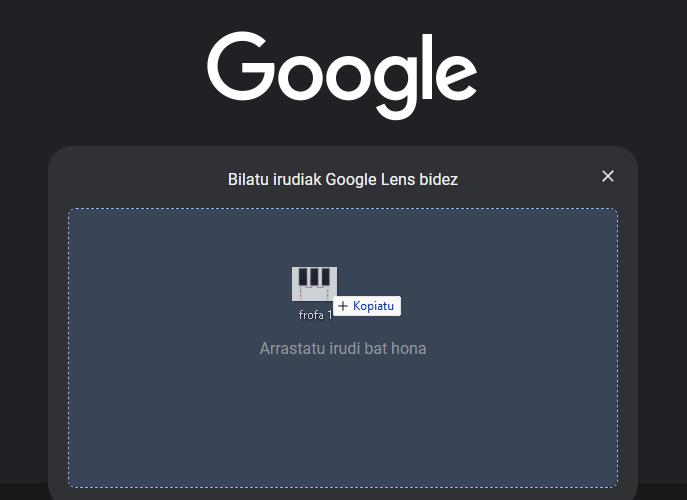 Google
Bilatu irudiak Google Lens bidez
+ Kopiatu
frofa 1
Arrastatu irudi bat hona